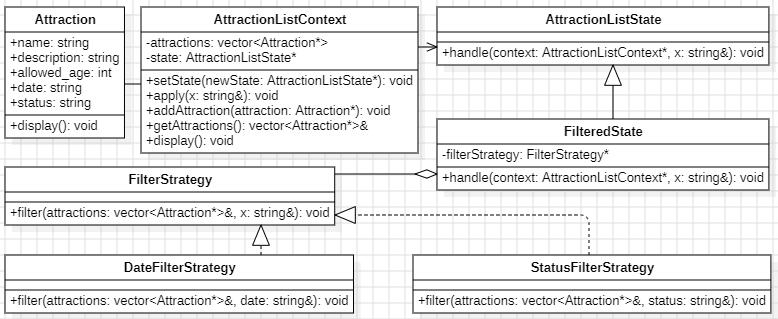 Attraction
+name: string
+description: string
+allowed_age: int
+date: string
+status: string
+display(): void
AttractionListContext
-attractions: vector<Attraction*>
-state: AttractionListState*
+setState(newState: AttractionListState*): void
+apply(x: string&): void
+addAttraction(attraction: Attraction*): void
+getAttractions(): vector<Attraction*>&
+display(): void
AttractionListState
+handle(context: AttractionListContext*, x: string&): void
FilteredState
-filterStrategy: FilterStrategy*
+handle(context: AttractionListContext*, x: string&): void
FilterStrategy
+filter(attractions: vector<Attraction*>&, x: string&): void
DateFilterStrategy
+filter(attractions: vector<Attraction*>&, date: string&): void
StatusFilterStrategy
+filter(attractions: vector<Attraction*>&, status: string&): void